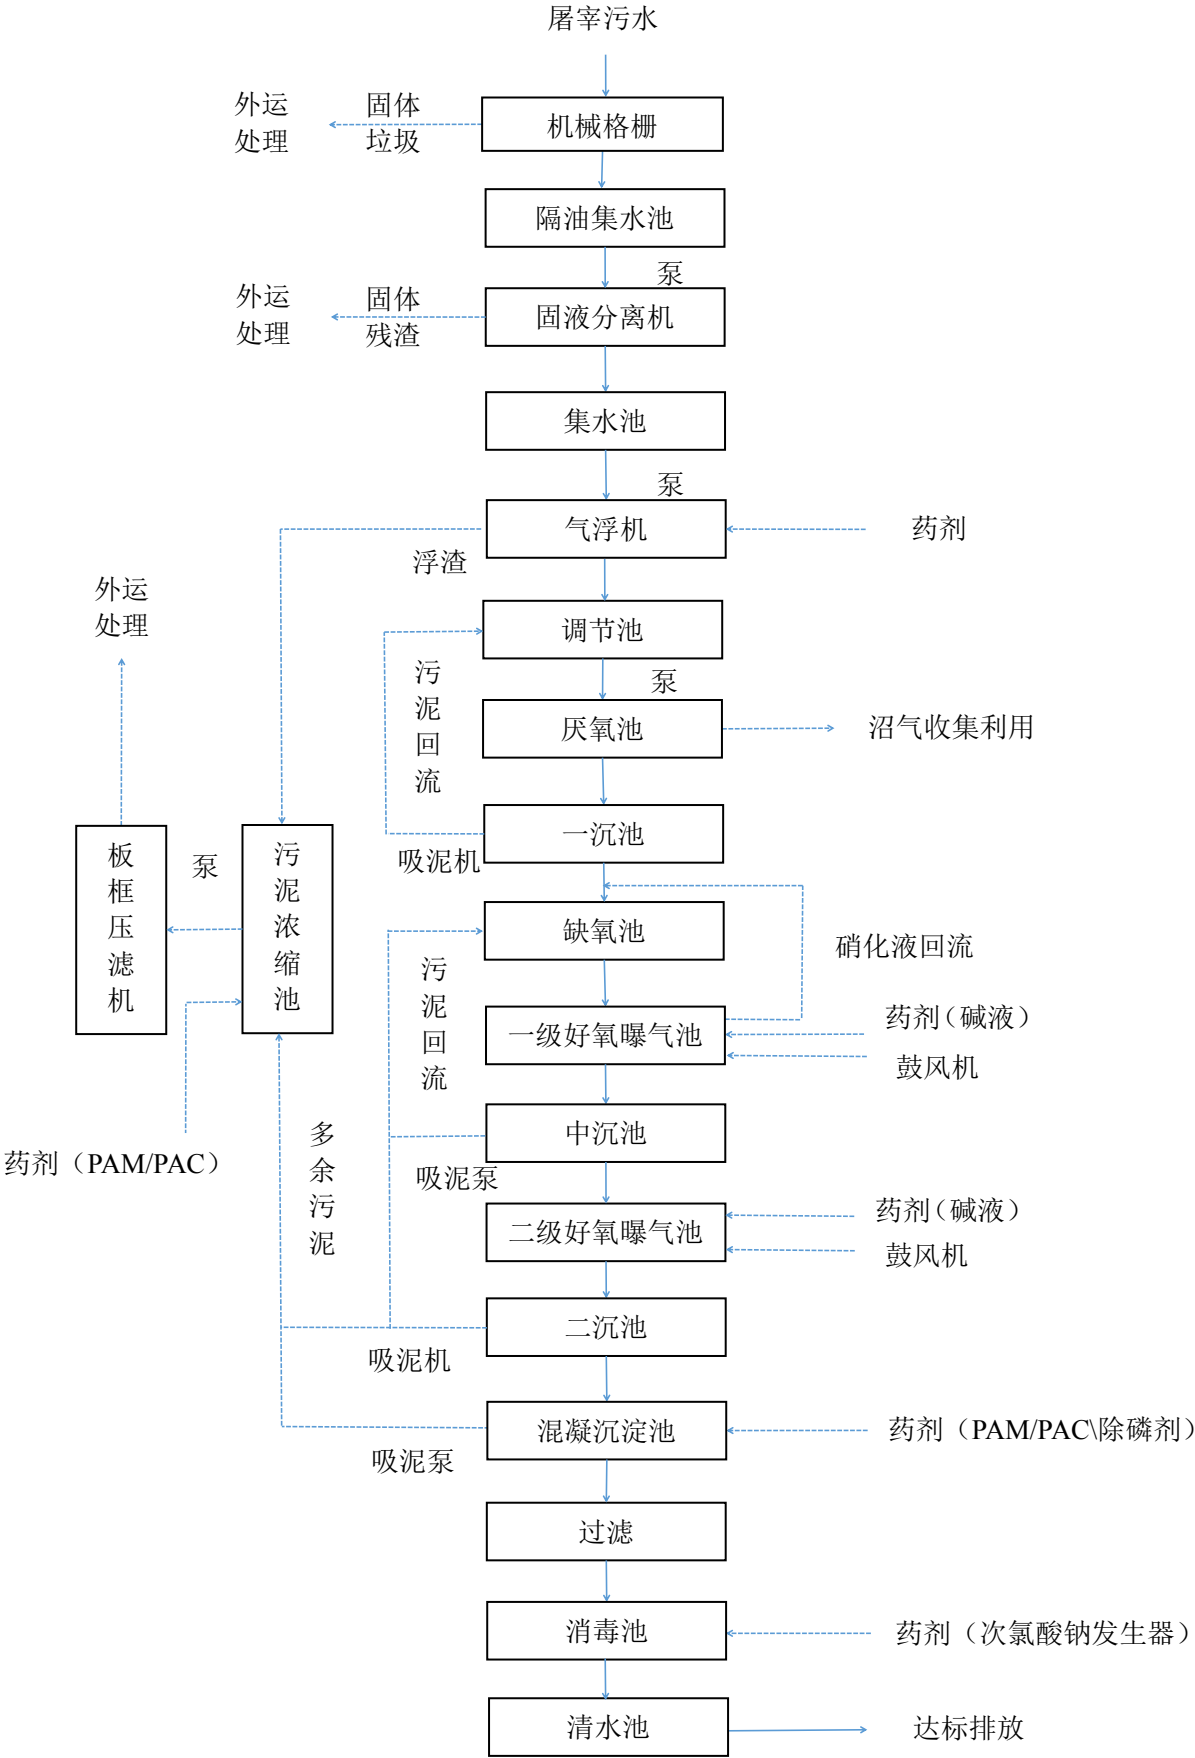 屠宰污水
外运
处理
固体
垃圾
机械格栅
隔油集水池
泵
外运
处理
固体
残渣
固液分离机
集水池
泵
气浮机
药剂
浮渣
外运
处理
调节池
污
泥
回
流
泵
厌氧池
沼气收集利用
一沉池
吸泥机
板
框
压
滤
机
泵
污
泥
浓
缩
池
缺氧池
硝化液回流
污
泥
回
流
一级好氧曝气池
药剂（碱液）
鼓风机
中沉池
吸泥泵
药剂（PAM/PAC）
多
余
污
泥
二级好氧曝气池
药剂（碱液）
鼓风机
二沉池
吸泥机
混凝沉淀池
药剂（PAM/PAC\除磷剂）
吸泥泵
过滤
消毒池
药剂（次氯酸钠发生器）
清水池
达标排放